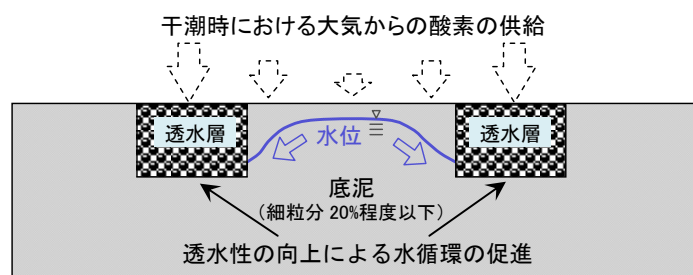 干潮時における大気からの酸素の供給
透水層
水位
透水層
底泥
（細粒分 20%程度以下）
透水性の向上による水循環の促進